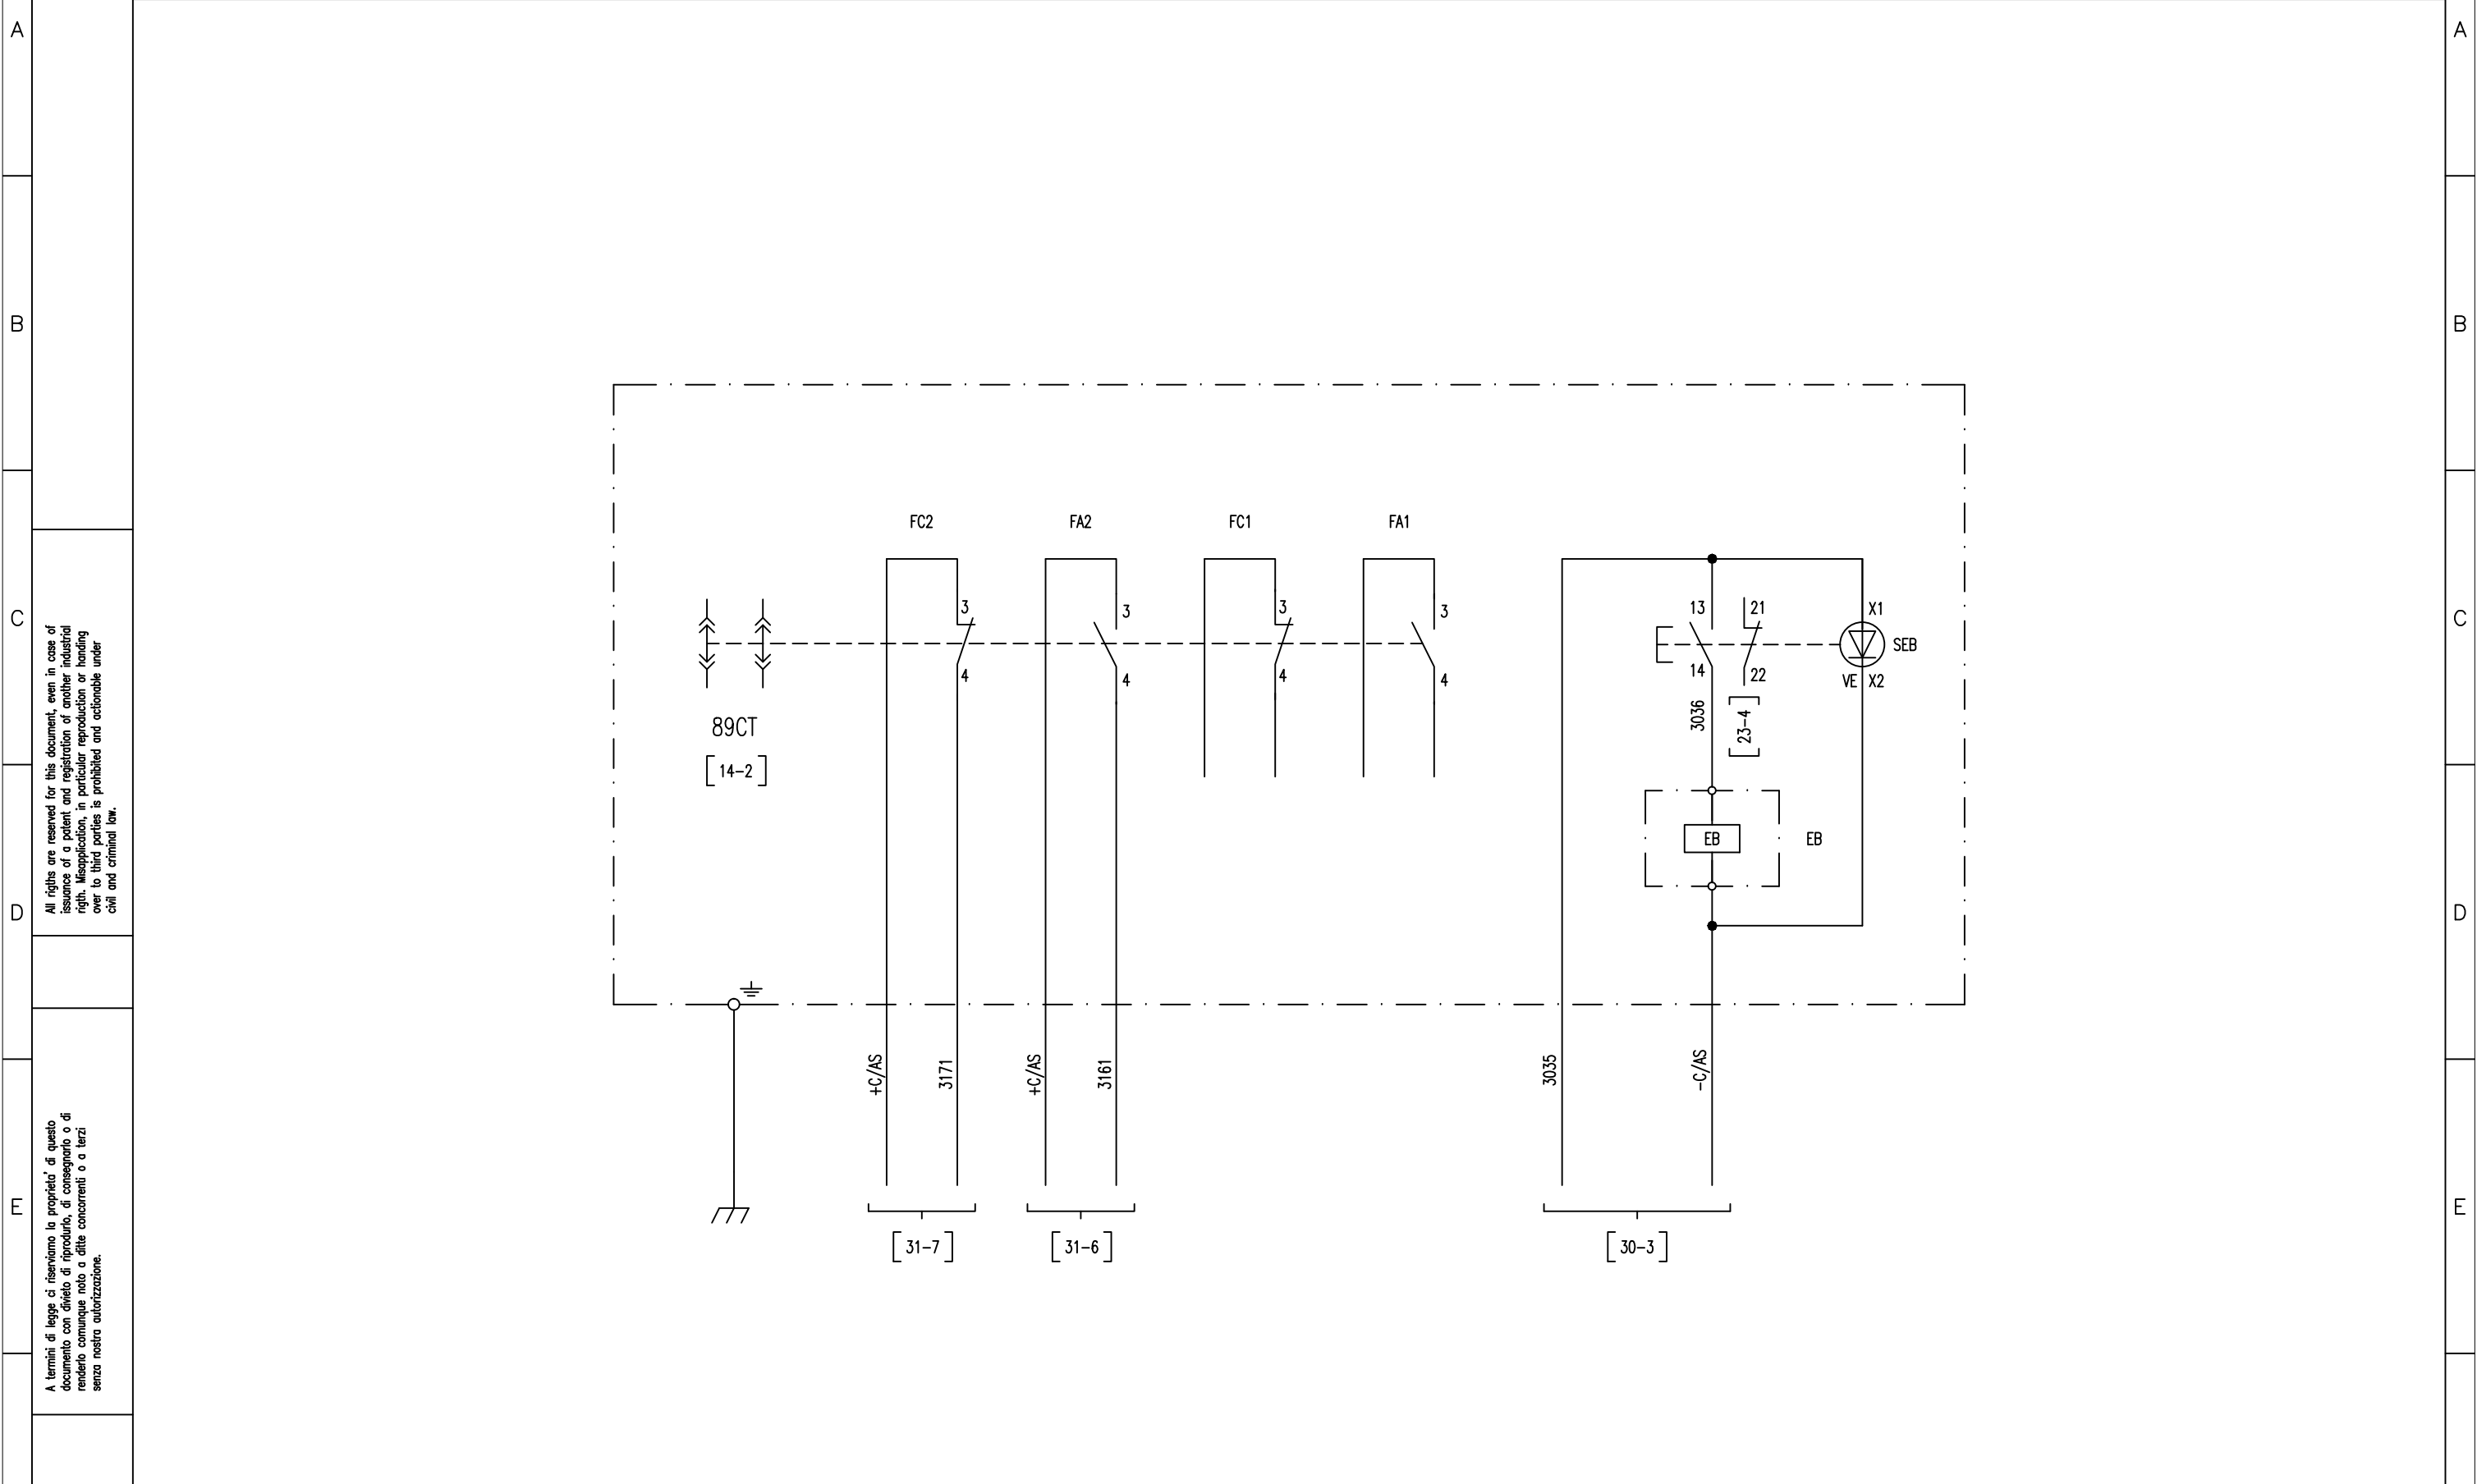 A
A
B
B
C
C
D
D
E
E
All rigths are reserved for this document, even in case of
issuance of a patent and registration of another industrial
rigth. Misapplication, in particular reproduction or handing
over to third parties is prohibited and actionable under
civil and criminal law.
A termini di legge ci riserviamo la proprieta' di questo
documento con divieto di riprodurlo, di consegnarlo o di
renderlo comunque noto a ditte concorrenti o a terzi
senza nostra autorizzazione.
FC2
FA2
FC1
FA1
3
3
3
3
13
21
X1
SEB
4
4
4
4
14
22
VE X2
89CT
14-2
3036
23-4
EB
EB
+C/AS
3171
+C/AS
3161
3035
-C/AS
31-7
31-6
30-3